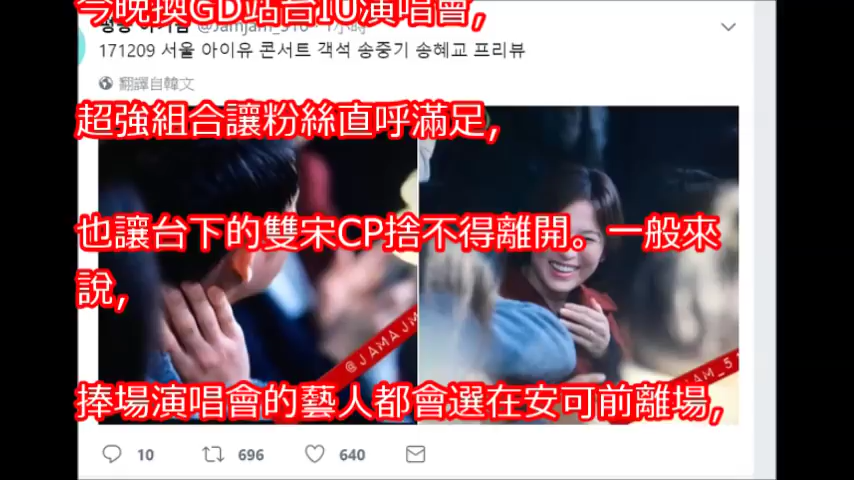 今晚換GD站台IU演唱會,
@Jamjam_516
171209 서울 아이유 콘서트 객석 송중기 송혜교 프리뷰
翻譯自韓文
超強組合讓粉絲直呼滿足,
也讓台下的雙宋CP捨不得離開。一般來
說,
@JAMAJM
AM_5
捧場演唱會的藝人都會選在安可前離場,
10 696 640